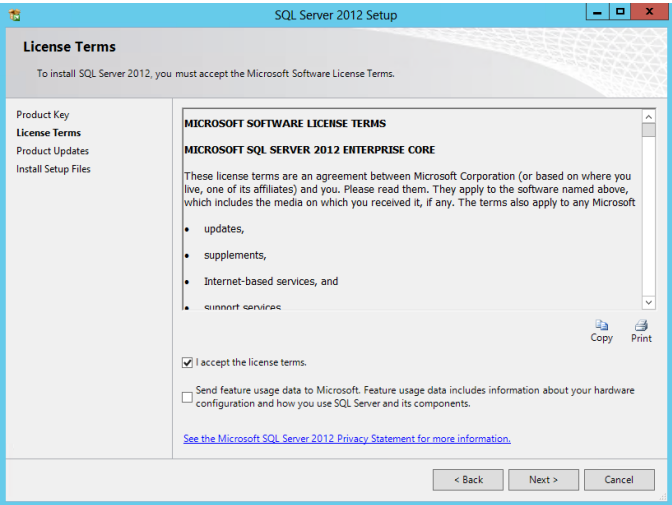 SQL Server 2012 Setup
License Terms
To install SQL Server 2012, you must accept the Microsoft Software License Terms.
Product Key
License Terms
Product Updates
Install Setup Files
MICROSOFT SOFTWARE LICENSE TERMS
MICROSOFT SQL SERVER 2012 ENTERPRISE CORE
These license terms are an agreement between Microsoft Corporation (or based on where you
live, one of its affiliates) and you. Please read them. They apply to the software named above,
which includes the media on which you received it, if any. The terms also apply to any Microsoft
• updates,
• supplements,
• Internet-based services, and
• support services
Copy
Print
I accept the license terms.
Send feature usage data to Microsoft. Feature usage data includes information about your hardware
configuration and how you use SQL Server and its components.
See the Microsoft SQL Server 2012 Privacy Statement for more information.
< Back
Next >
Cancel